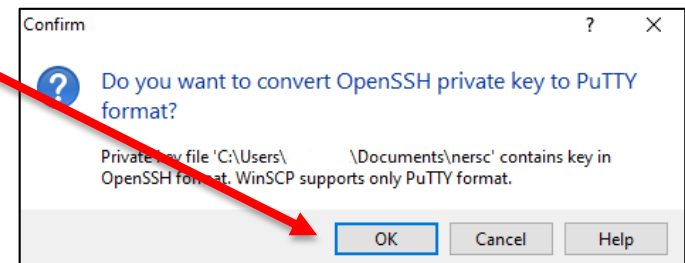 Confirm ? ×
Do you want to convert OpenSSH private key to PuTTY
format?
Private key file 'C:\Users\ \Documents\nersc' contains key in
OpenSSH format. WinSCP supports only PuTTY format.
OK Cancel Help